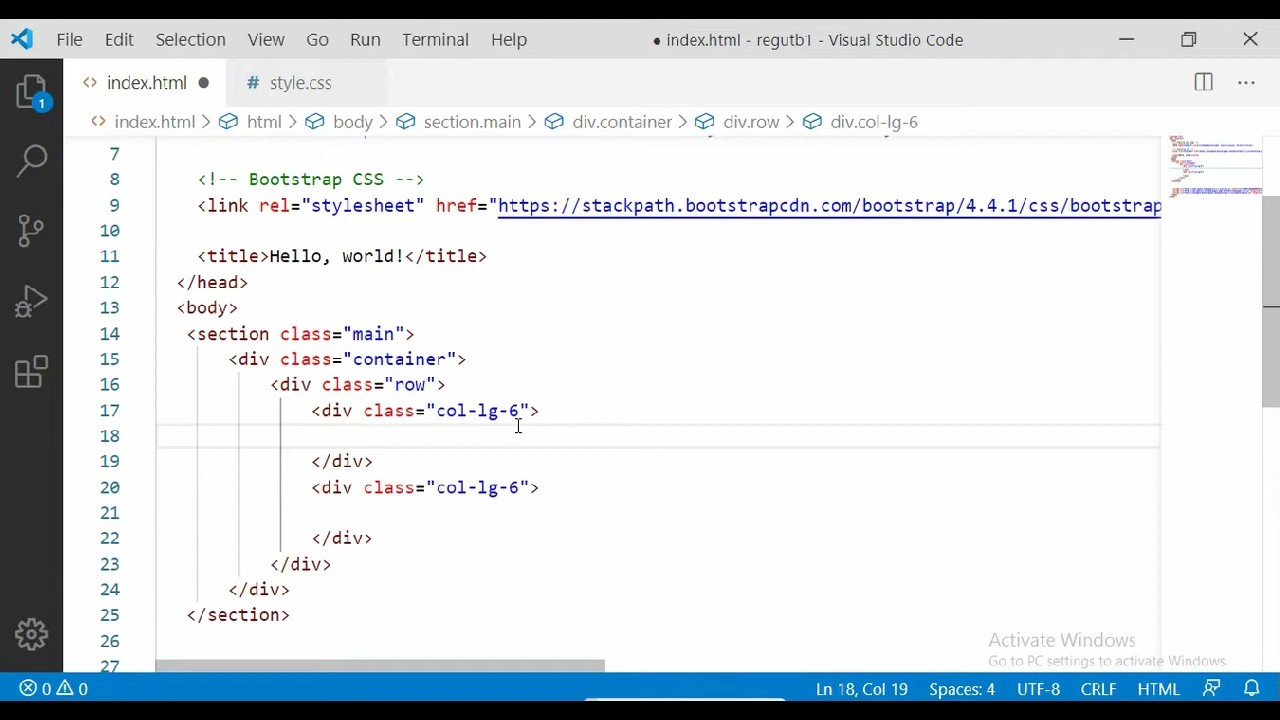 File Edit Selection View Go Run Terminal Help ● index.html - regutb1 - Visual Studio Code
<> index.html ● # style.css ...
1
<> index.html > html > body > section.main > div.container > div.row > div.col-lg-6
7
8 <!-- Bootstrap CSS -->
9 <link rel="stylesheet" href="https://stackpath.bootstrapcdn.com/bootstrap/4.4.1/css/bootstrap
10
11 <title>Hello, world!</title>
12 </head>
13 <body>
14 <section class="main">
15 <div class="container">
16 <div class="row">
17 <div class="col-lg-6">
18
19 </div>
20 <div class="col-lg-6">
21
22 </div>
23 </div>
24 </div>
25 </section>
26
27
Activate Windows
Go to PC settings to activate Windows.
0 0 Ln 18, Col 19 Spaces: 4 UTF-8 CRLF HTML